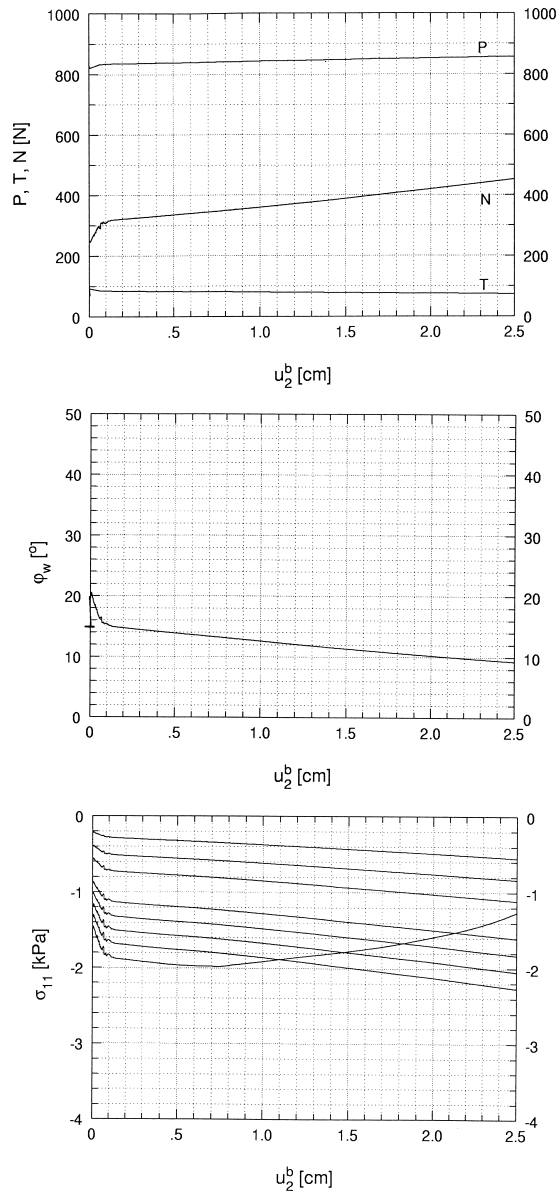 1000 1000
P
800 800
600 600
P, T, N [N]
400 400
N
200 200
T
0 0
0 .5 1.0 1.5 2.0 2.5
u₂ᵇ [cm]
50 50
40 40
30 30
φ_w [°]
20 20
10 10
0 0
0 .5 1.0 1.5 2.0 2.5
u₂ᵇ [cm]
0 0
-1 -1
σ₁₁ [kPa]
-2 -2
-3 -3
-4 -4
0 .5 1.0 1.5 2.0 2.5
u₂ᵇ [cm]